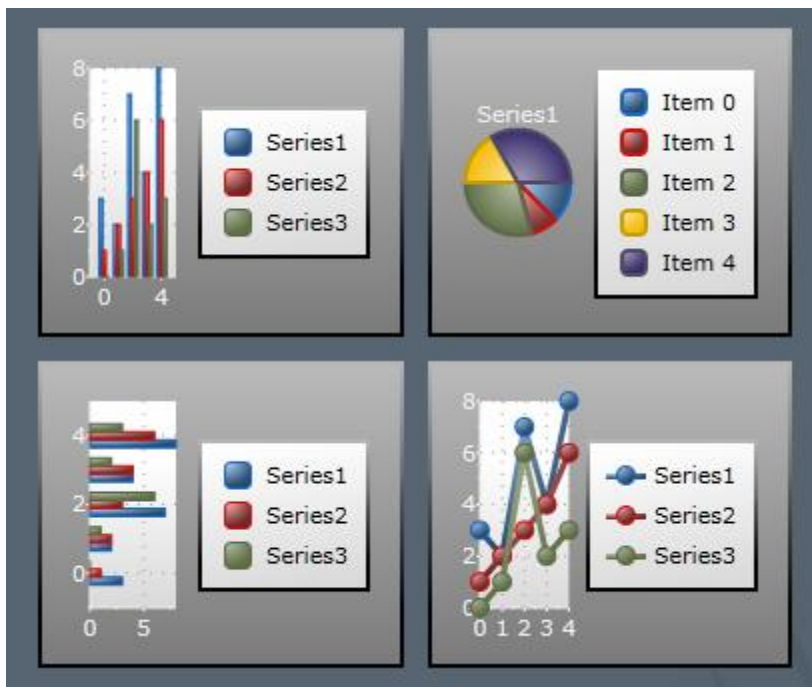 8
6
4
2
0
0 4
Series1
Series2
Series3
Series1
Item 0
Item 1
Item 2
Item 3
Item 4
4
2
0
0 5
Series1
Series2
Series3
8
6
4
2
0
0 1 2 3 4
Series1
Series2
Series3